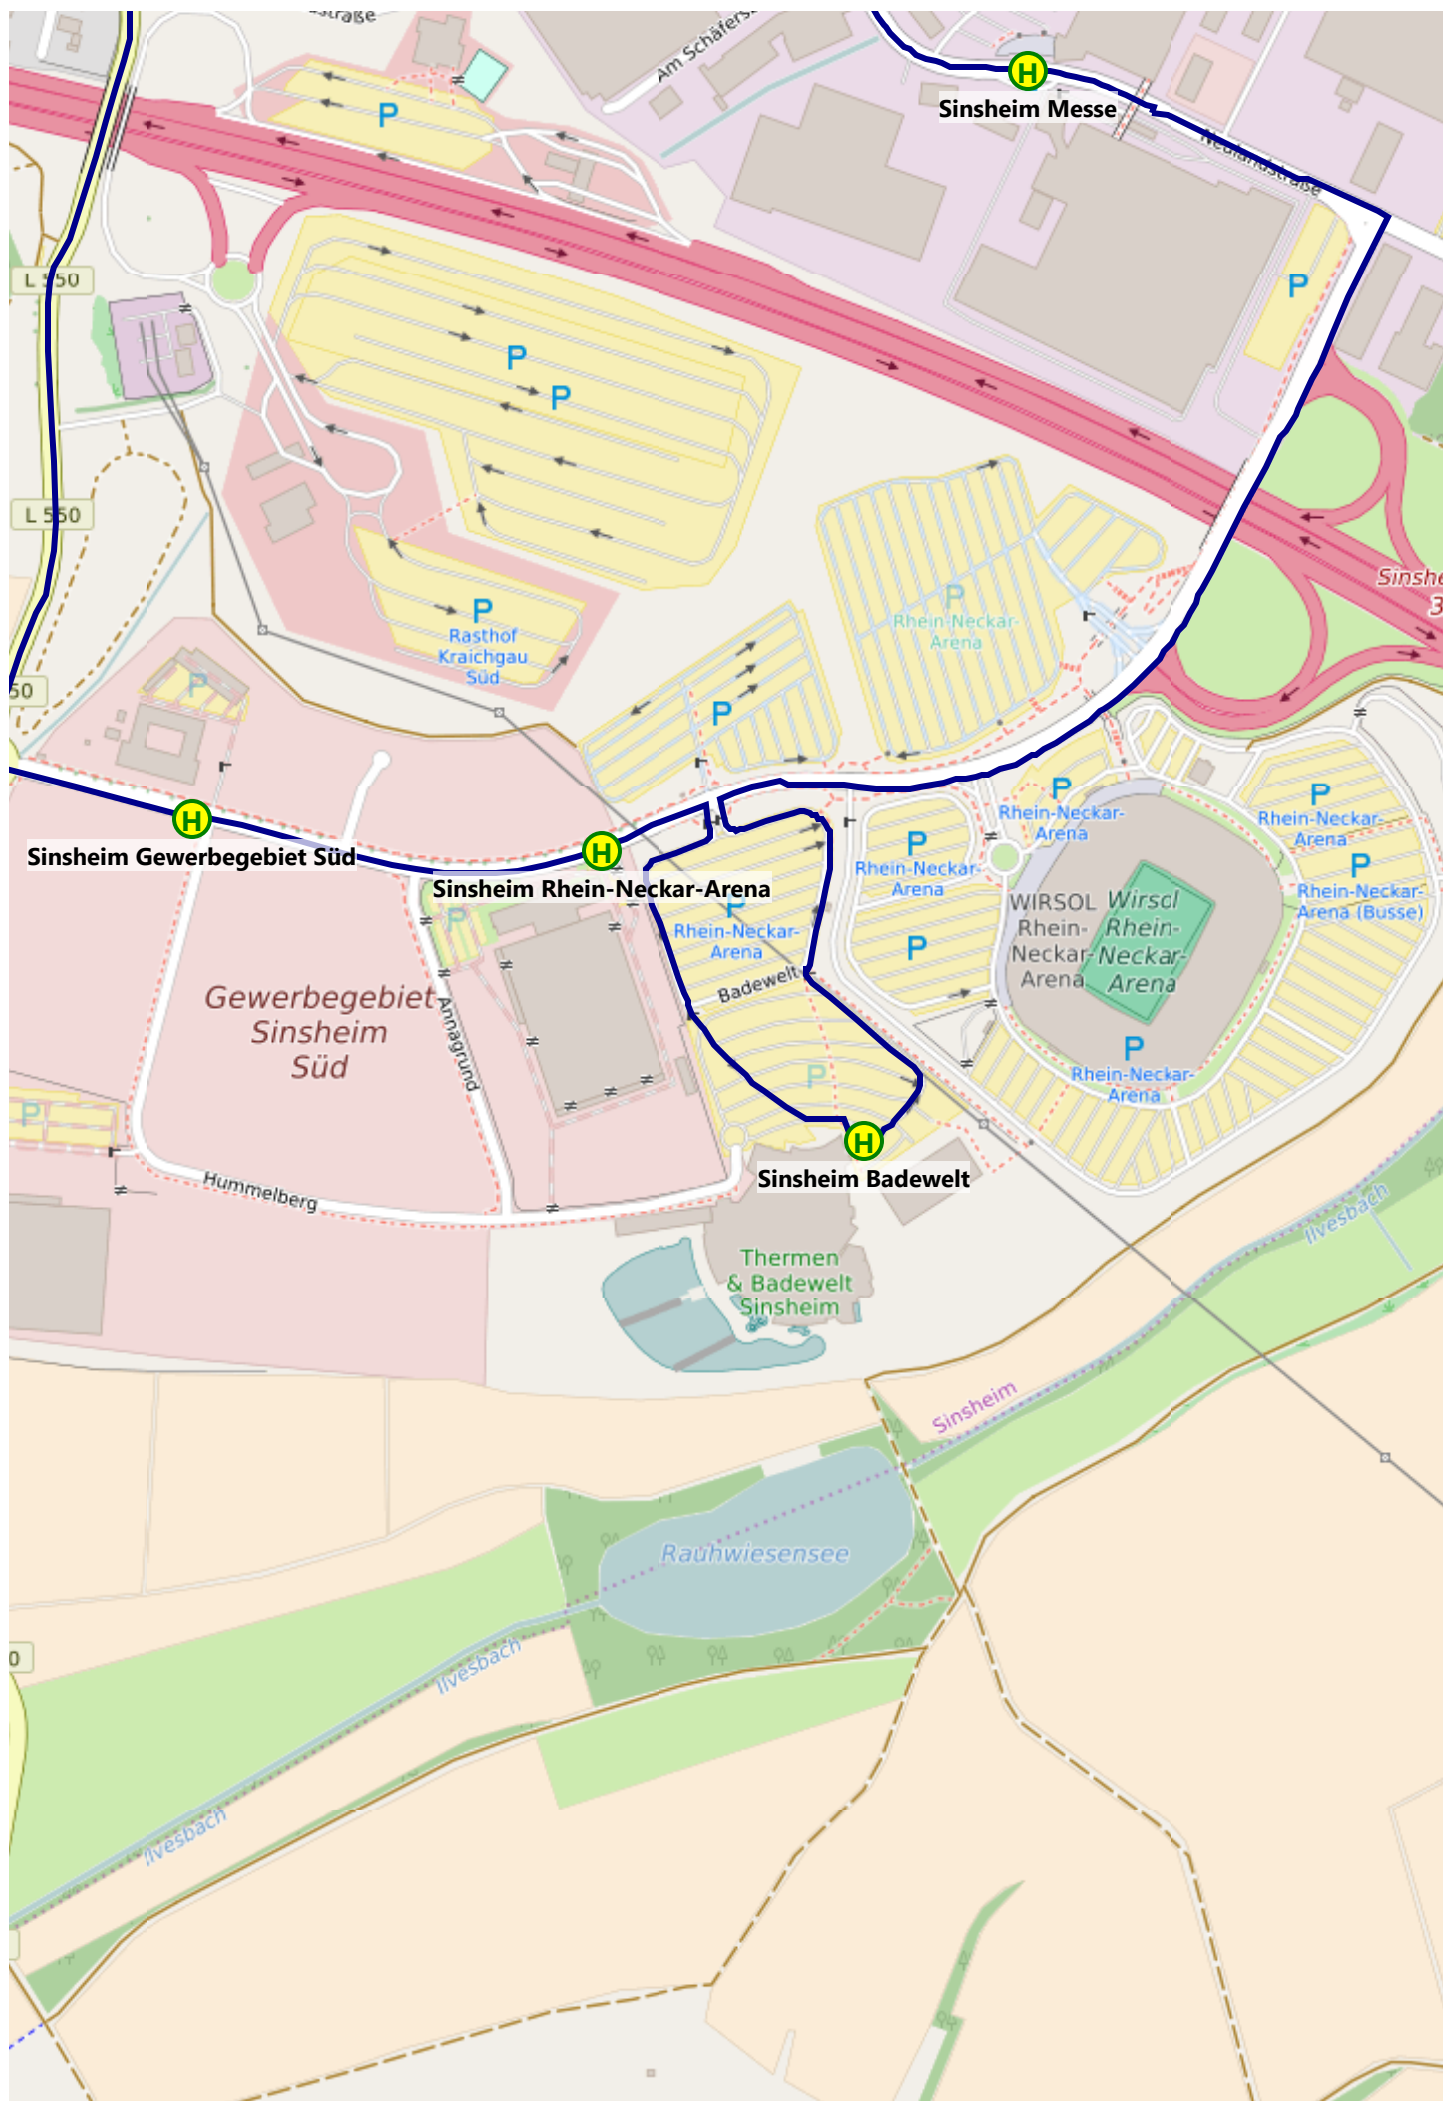 Am Schäfers
H
Sinsheim Messe
P
Neulandstraße
L 550
P
P
P
L 550
P
Rhein-Neckar-
Arena
P
Rasthof
Kraichgau
Süd
50
P
P
H
Sinsheim Gewerbegebiet Süd
H
Sinsheim Rhein-Neckar-Arena
P
Rhein-Neckar-
Arena
P
Rhein-Neckar-
Arena
P
Rhein-Neckar-
Arena
P
Rhein-Neckar-
Arena
P
Rhein-Neckar-
Arena (Busse)
P
WIRSOL
Rhein-
Neckar-
Arena
Wirsol
Rhein-
Neckar-
Arena
P
Badewelt
Gewerbegebiet
Sinsheim
Süd
Annagrund
P
P
Rhein-Neckar-
Arena
P
H
Sinsheim Badewelt
Hummelberg
Ilvesbach
Thermen
& Badewelt
Sinsheim
Sinsheim
Rauhwiesensee
0
Ilvesbach
Ilvesbach